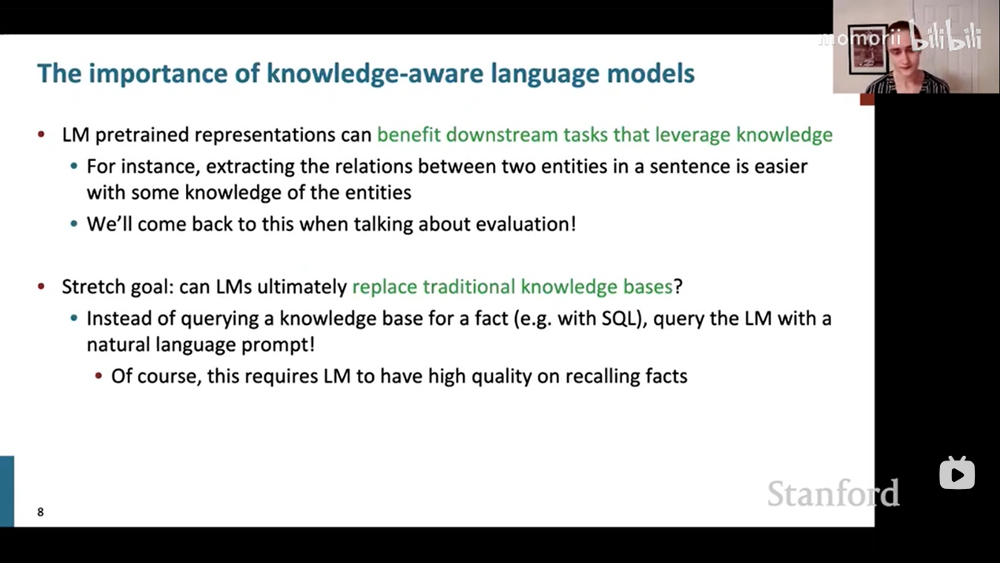 momorii bilibili
The importance of knowledge-aware language models
• LM pretrained representations can benefit downstream tasks that leverage knowledge
• For instance, extracting the relations between two entities in a sentence is easier
with some knowledge of the entities
• We'll come back to this when talking about evaluation!
• Stretch goal: can LMs ultimately replace traditional knowledge bases?
• Instead of querying a knowledge base for a fact (e.g. with SQL), query the LM with a
natural language prompt!
• Of course, this requires LM to have high quality on recalling facts
Stanford
8